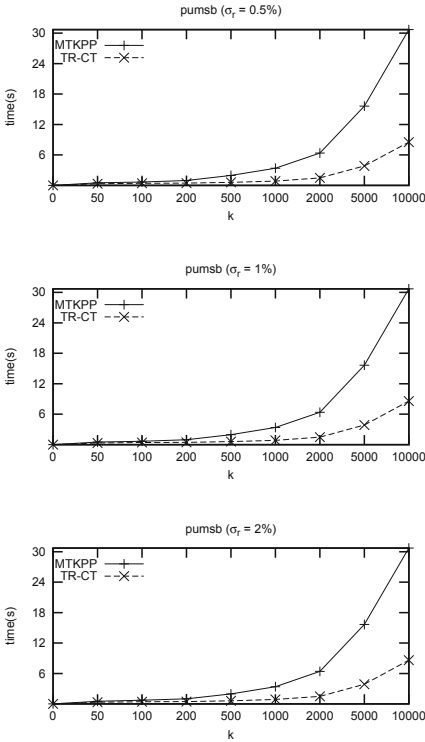 pumsb (σr = 0.5%)
30
MTKPP
TR-CT
24
18
12
6
time(s)
0 50 100 200 500 1000 2000 5000 10000
k
pumsb (σr = 1%)
30
MTKPP
TR-CT
24
18
12
6
time(s)
0 50 100 200 500 1000 2000 5000 10000
k
pumsb (σr = 2%)
30
MTKPP
TR-CT
24
18
12
6
time(s)
0 50 100 200 500 1000 2000 5000 10000
k